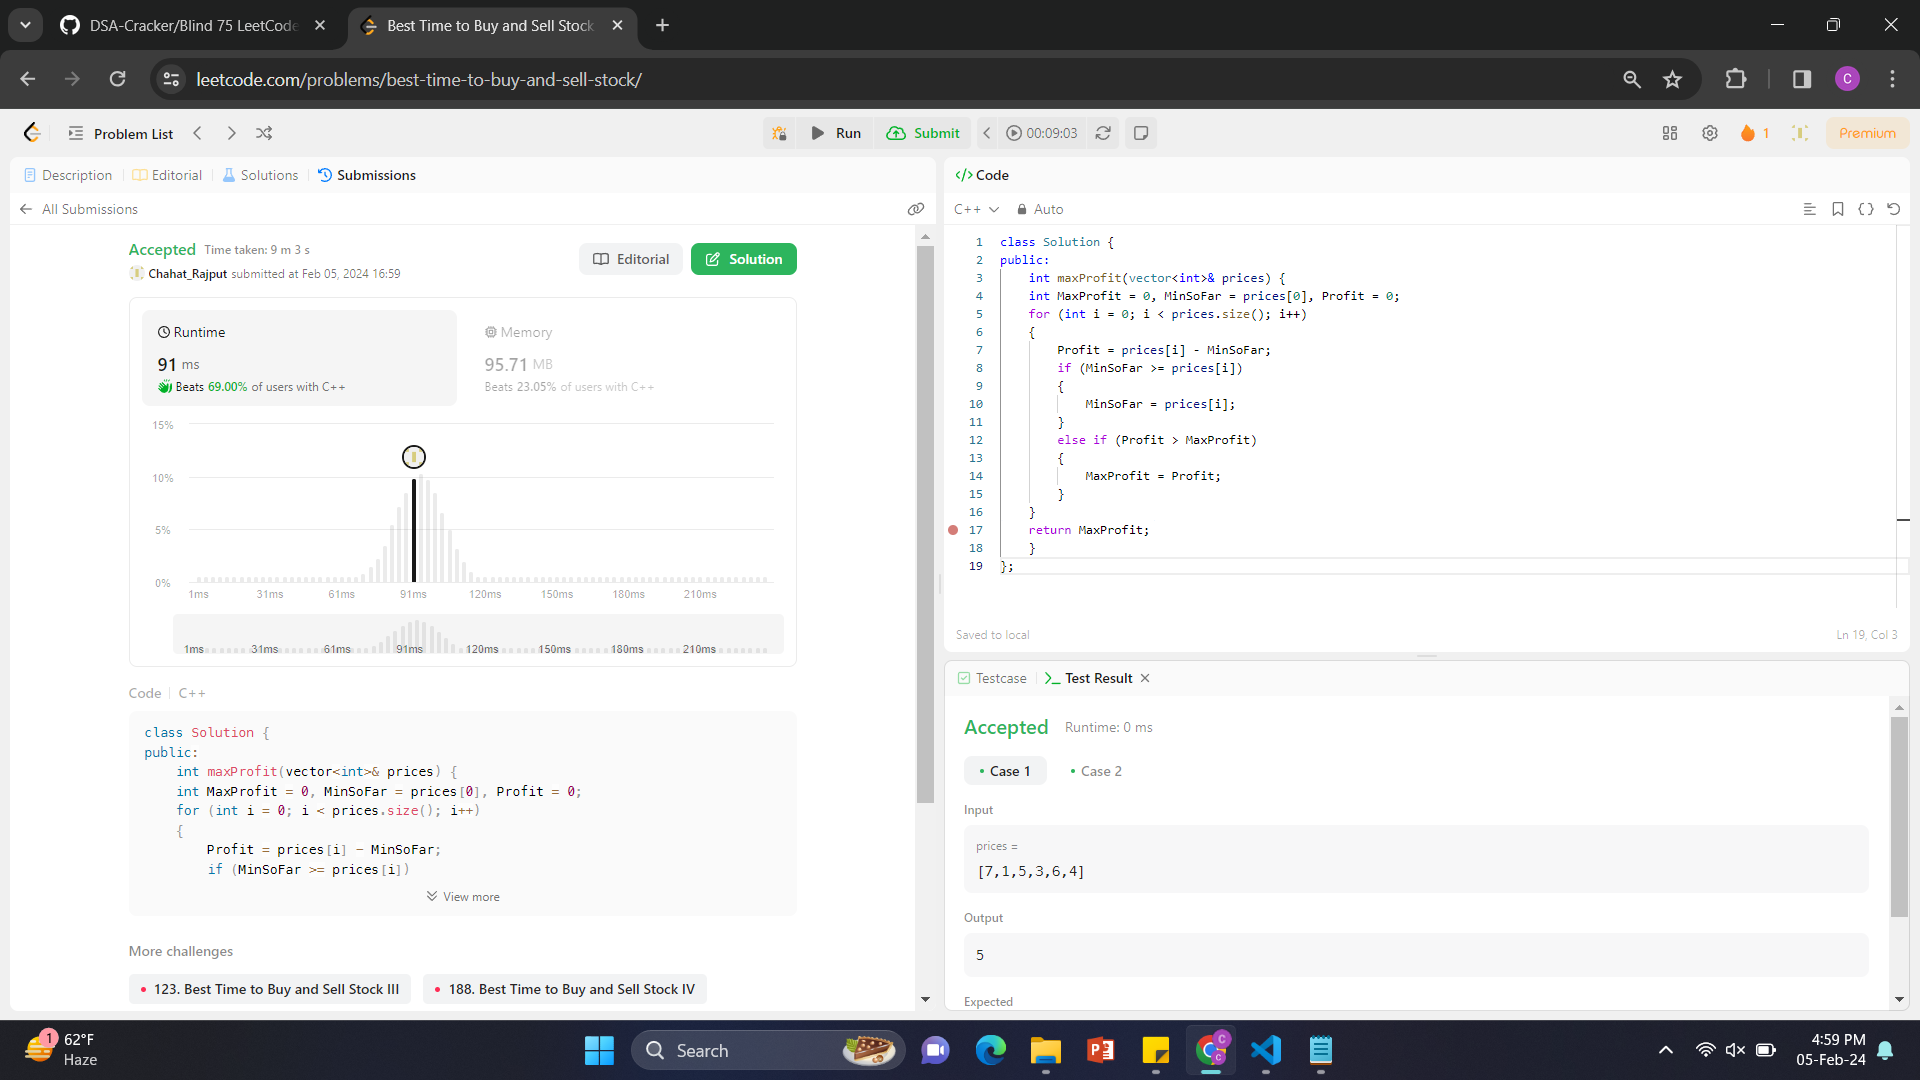 DSA-Cracker/Blind 75 LeetCode
Best Time to Buy and Sell Stock
leetcode.com/problems/best-time-to-buy-and-sell-stock/
C
Problem List
Run
Submit
00:09:03
1
Premium
Description
Editorial
Solutions
Submissions
All Submissions
Accepted Time taken: 9 m 3 s
Chahat_Rajput submitted at Feb 05, 2024 16:59
Editorial
Solution
Runtime
91 ms
Beats 69.00% of users with C++
Memory
95.71 MB
Beats 23.05% of users with C++
15%
10%
5%
0%
1ms 31ms 61ms 91ms 120ms 150ms 180ms 210ms
1ms 31ms 61ms 91ms 120ms 150ms 180ms 210ms
Code C++
class Solution {
public:
int maxProfit(vector<int>& prices) {
int MaxProfit = 0, MinSoFar = prices[0], Profit = 0;
for (int i = 0; i < prices.size(); i++)
{
Profit = prices[i] - MinSoFar;
if (MinSoFar >= prices[i])
View more
More challenges
123. Best Time to Buy and Sell Stock III
188. Best Time to Buy and Sell Stock IV
</> Code
C++ Auto
1 class Solution {
2 public:
3 int maxProfit(vector<int>& prices) {
4 int MaxProfit = 0, MinSoFar = prices[0], Profit = 0;
5 for (int i = 0; i < prices.size(); i++)
6 {
7 Profit = prices[i] - MinSoFar;
8 if (MinSoFar >= prices[i])
9 {
10 MinSoFar = prices[i];
11 }
12 else if (Profit > MaxProfit)
13 {
14 MaxProfit = Profit;
15 }
16 }
17 return MaxProfit;
18 }
19 };
Saved to local
Ln 19, Col 3
Testcase
Test Result
Accepted Runtime: 0 ms
Case 1
Case 2
Input
prices =
[7,1,5,3,6,4]
Output
5
Expected
1
62°F
Haze
Search
4:59 PM
05-Feb-24